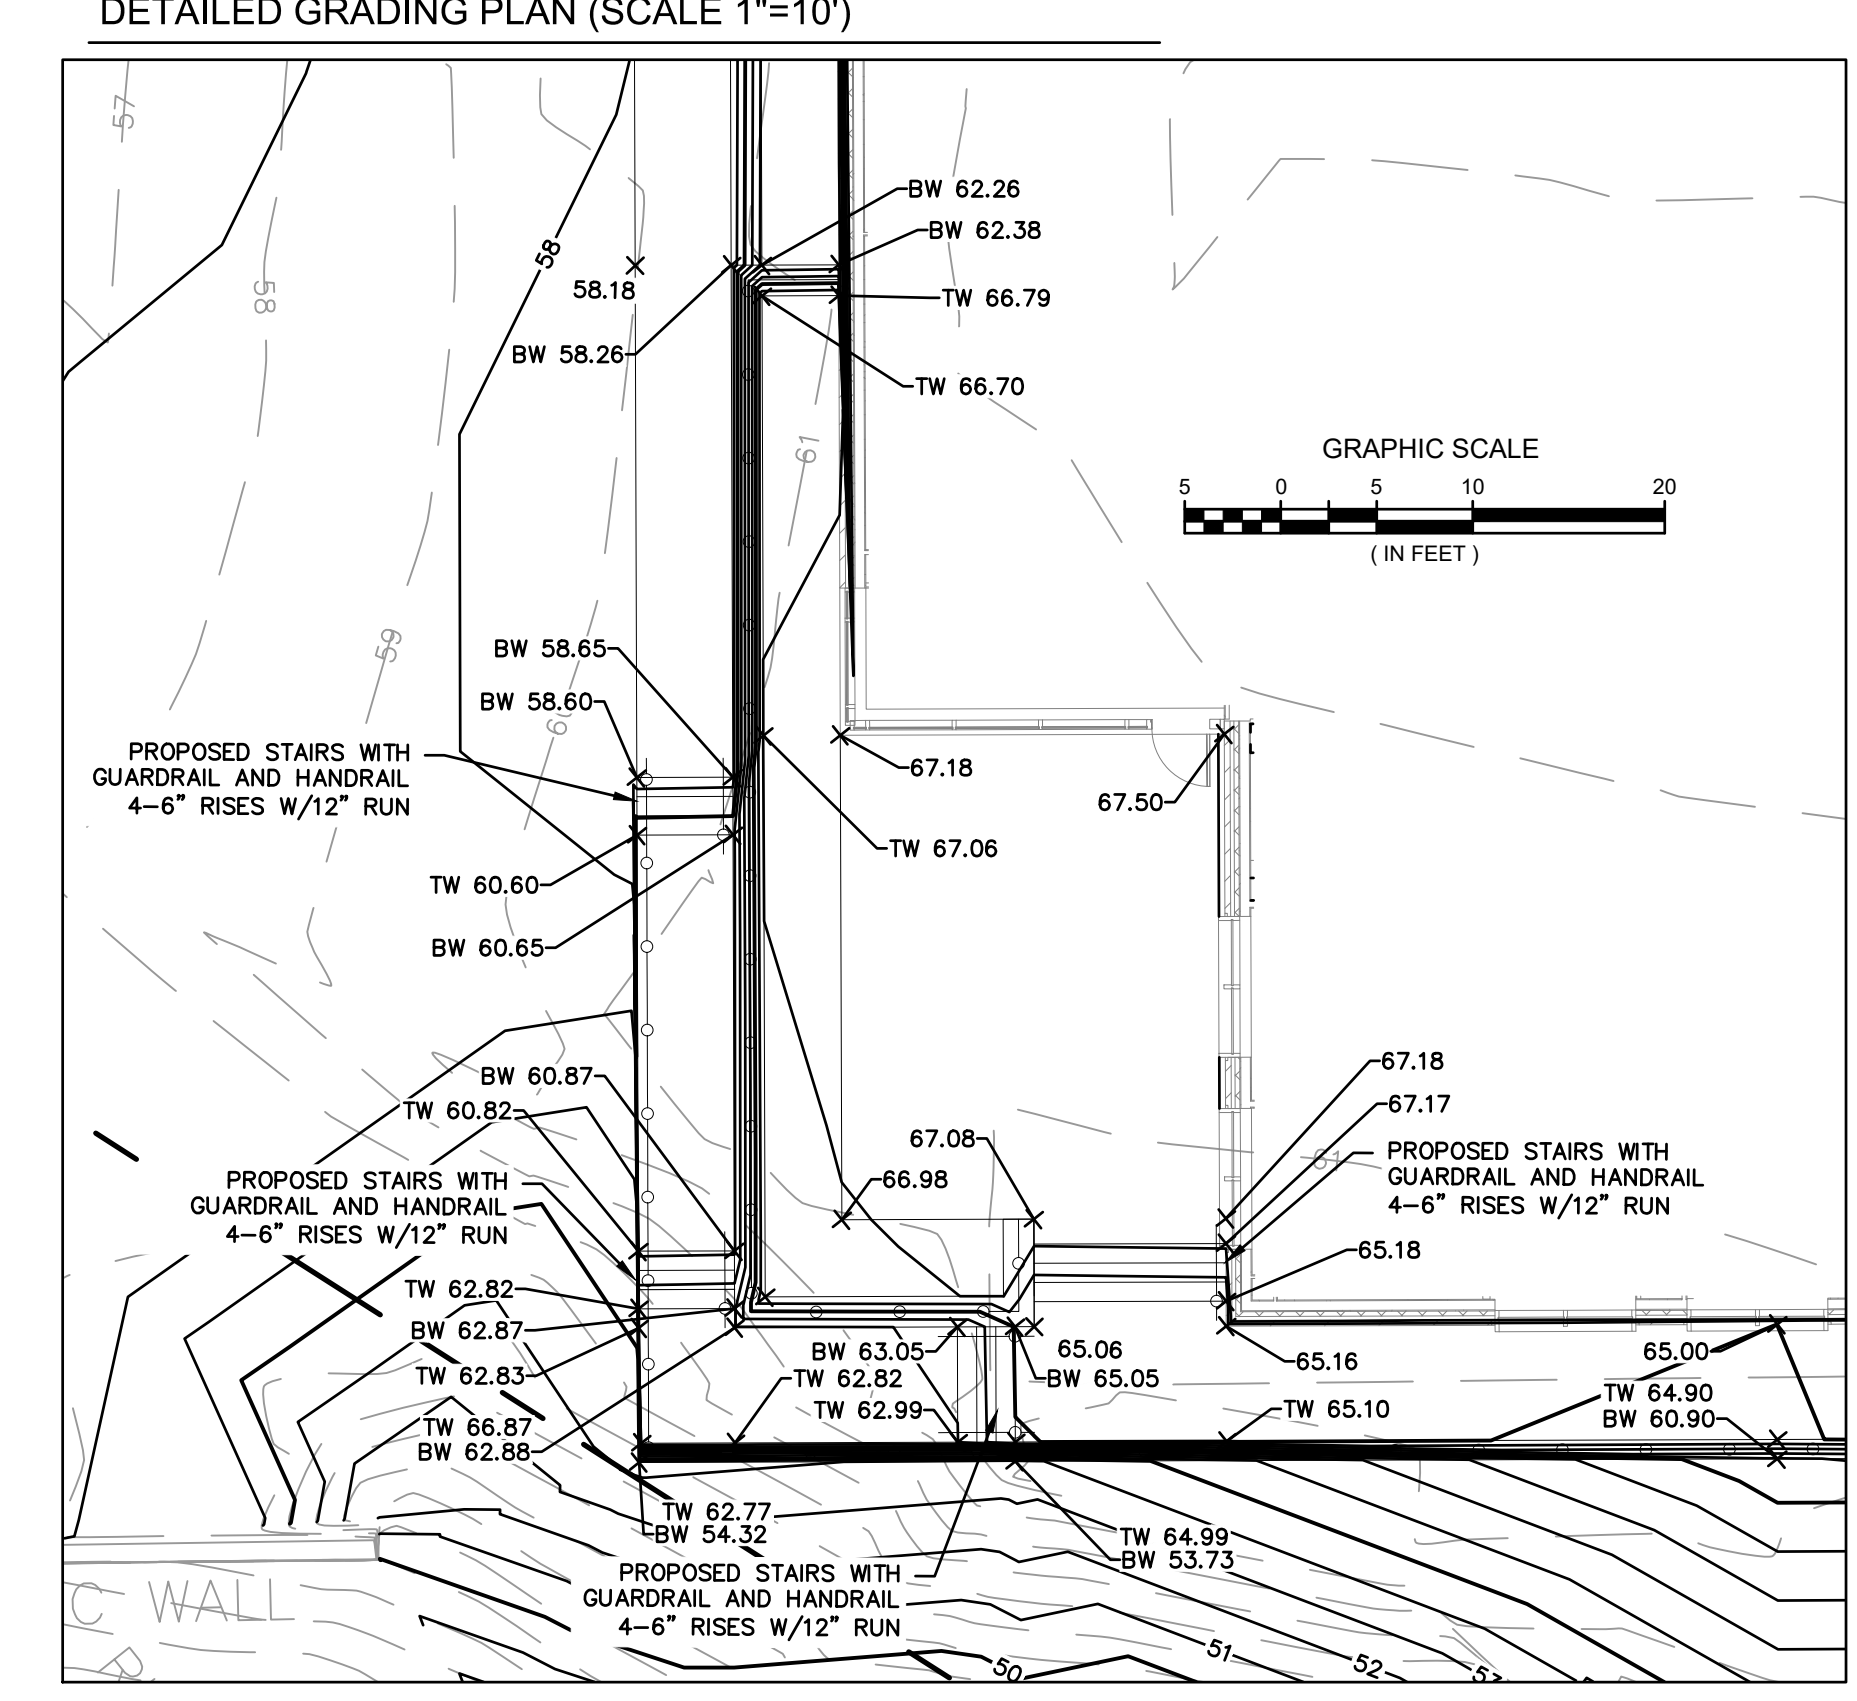 DETAILED GRADING PLAN (SCALE 1"=10')
57
58
58
58.18
BW 58.26
BW 62.26
BW 62.38
TW 66.79
TW 66.70
61
GRAPHIC SCALE
5 0 5 10 20
( IN FEET )
59
BW 58.65
BW 58.60
PROPOSED STAIRS WITH
GUARDRAIL AND HANDRAIL
4-6" RISES W/12" RUN
67.18
67.50
TW 67.06
TW 60.60
BW 60.65
BW 60.87
TW 60.82
67.18
67.17
67.08
66.98
PROPOSED STAIRS WITH
GUARDRAIL AND HANDRAIL
4-6" RISES W/12" RUN
61
PROPOSED STAIRS WITH
GUARDRAIL AND HANDRAIL
4-6" RISES W/12" RUN
65.18
TW 62.82
BW 62.87
TW 62.83
BW 63.05
65.06
65.16
65.00
TW 62.82
BW 65.05
TW 62.99
TW 65.10
TW 64.90
BW 60.90
TW 66.87
BW 62.88
TW 62.77
BW 54.32
TW 64.99
BW 53.73
PROPOSED STAIRS WITH
GUARDRAIL AND HANDRAIL
4-6" RISES W/12" RUN
C WALL
R
50
51
52